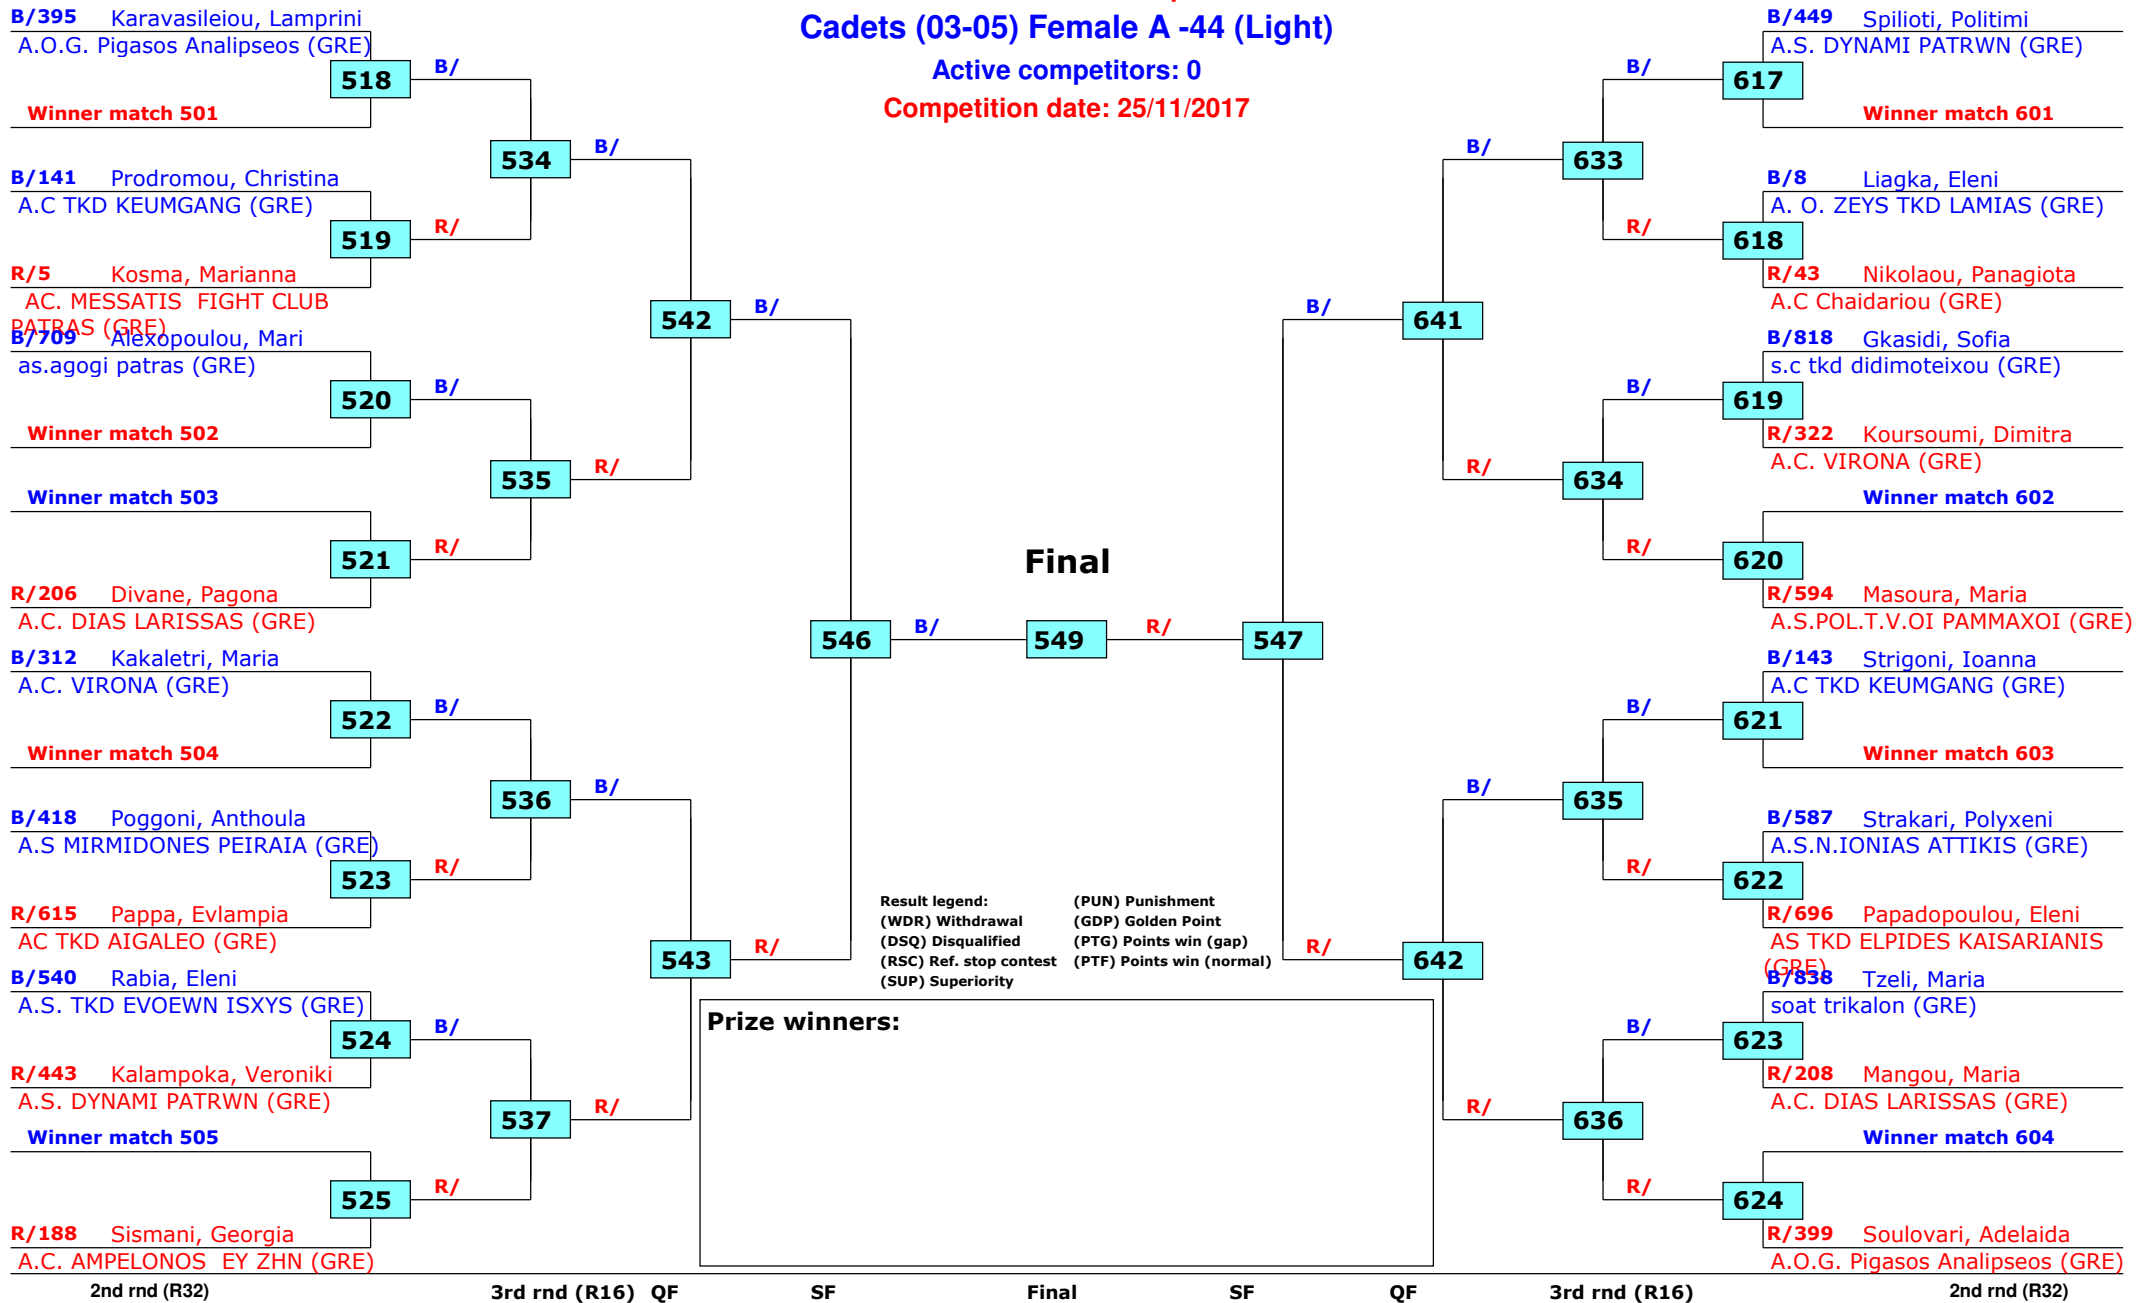 Cadets (03-05) Female A -44 (Light)
Active competitors: 0
Competition date: 25/11/2017
B/395 Karavasileiou, Lamprini
A.O.G. Pigasos Analipseos (GRE)
518
Winner match 501
B/141 Prodromou, Christina
A.C TKD KEUMGANG (GRE)
519
R/5 Kosma, Marianna
AC. MESSATIS FIGHT CLUB
PATRAS (GRE)
B/709 Alexopoulou, Mari
as.agogi patras (GRE)
520
Winner match 502
Winner match 503
521
R/206 Divane, Pagona
A.C. DIAS LARISSAS (GRE)
B/312 Kakaletri, Maria
A.C. VIRONA (GRE)
522
Winner match 504
B/418 Poggoni, Anthoula
A.S MIRMIDONES PEIRAIA (GRE)
523
R/615 Pappa, Evlampia
AC TKD AIGALEO (GRE)
B/540 Rabia, Eleni
A.S. TKD EVOEWN ISXYS (GRE)
524
R/443 Kalampoka, Veroniki
A.S. DYNAMI PATRWN (GRE)
Winner match 505
525
R/188 Sismani, Georgia
A.C. AMPELONOS EY ZHN (GRE)
B/
R/
B/
R/
B/
R/
B/
R/
534
535
536
537
B/
R/
B/
R/
542
543
B/
R/
546
B/
Final
549
R/
547
B/
R/
641
642
B/
R/
B/
R/
633
634
635
636
B/
R/
B/
R/
B/
R/
B/
R/
B/449 Spilioti, Politimi
A.S. DYNAMI PATRWN (GRE)
617
Winner match 601
B/8 Liagka, Eleni
A. O. ZEYS TKD LAMIAS (GRE)
618
R/43 Nikolaou, Panagiota
A.C Chaidariou (GRE)
B/818 Gkasidi, Sofia
s.c tkd didimoteixou (GRE)
619
R/322 Koursoumi, Dimitra
A.C. VIRONA (GRE)
Winner match 602
620
R/594 Masoura, Maria
A.S.POL.T.V.OI PAMMAXOI (GRE)
B/143 Strigoni, Ioanna
A.C TKD KEUMGANG (GRE)
621
Winner match 603
B/587 Strakari, Polyxeni
A.S.N.IONIAS ATTIKIS (GRE)
622
R/696 Papadopoulou, Eleni
AS TKD ELPIDES KAISARIANIS
(GRE)
B/838 Tzeli, Maria
soat trikalon (GRE)
623
R/208 Mangou, Maria
A.C. DIAS LARISSAS (GRE)
Winner match 604
624
R/399 Soulovari, Adelaida
A.O.G. Pigasos Analipseos (GRE)
Result legend: (PUN) Punishment
(WDR) Withdrawal (GDP) Golden Point
(DSQ) Disqualified (PTG) Points win (gap)
(RSC) Ref. stop contest (PTF) Points win (normal)
(SUP) Superiority
Prize winners:
2nd rnd (R32) 3rd rnd (R16) QF SF Final SF QF 3rd rnd (R16) 2nd rnd (R32)